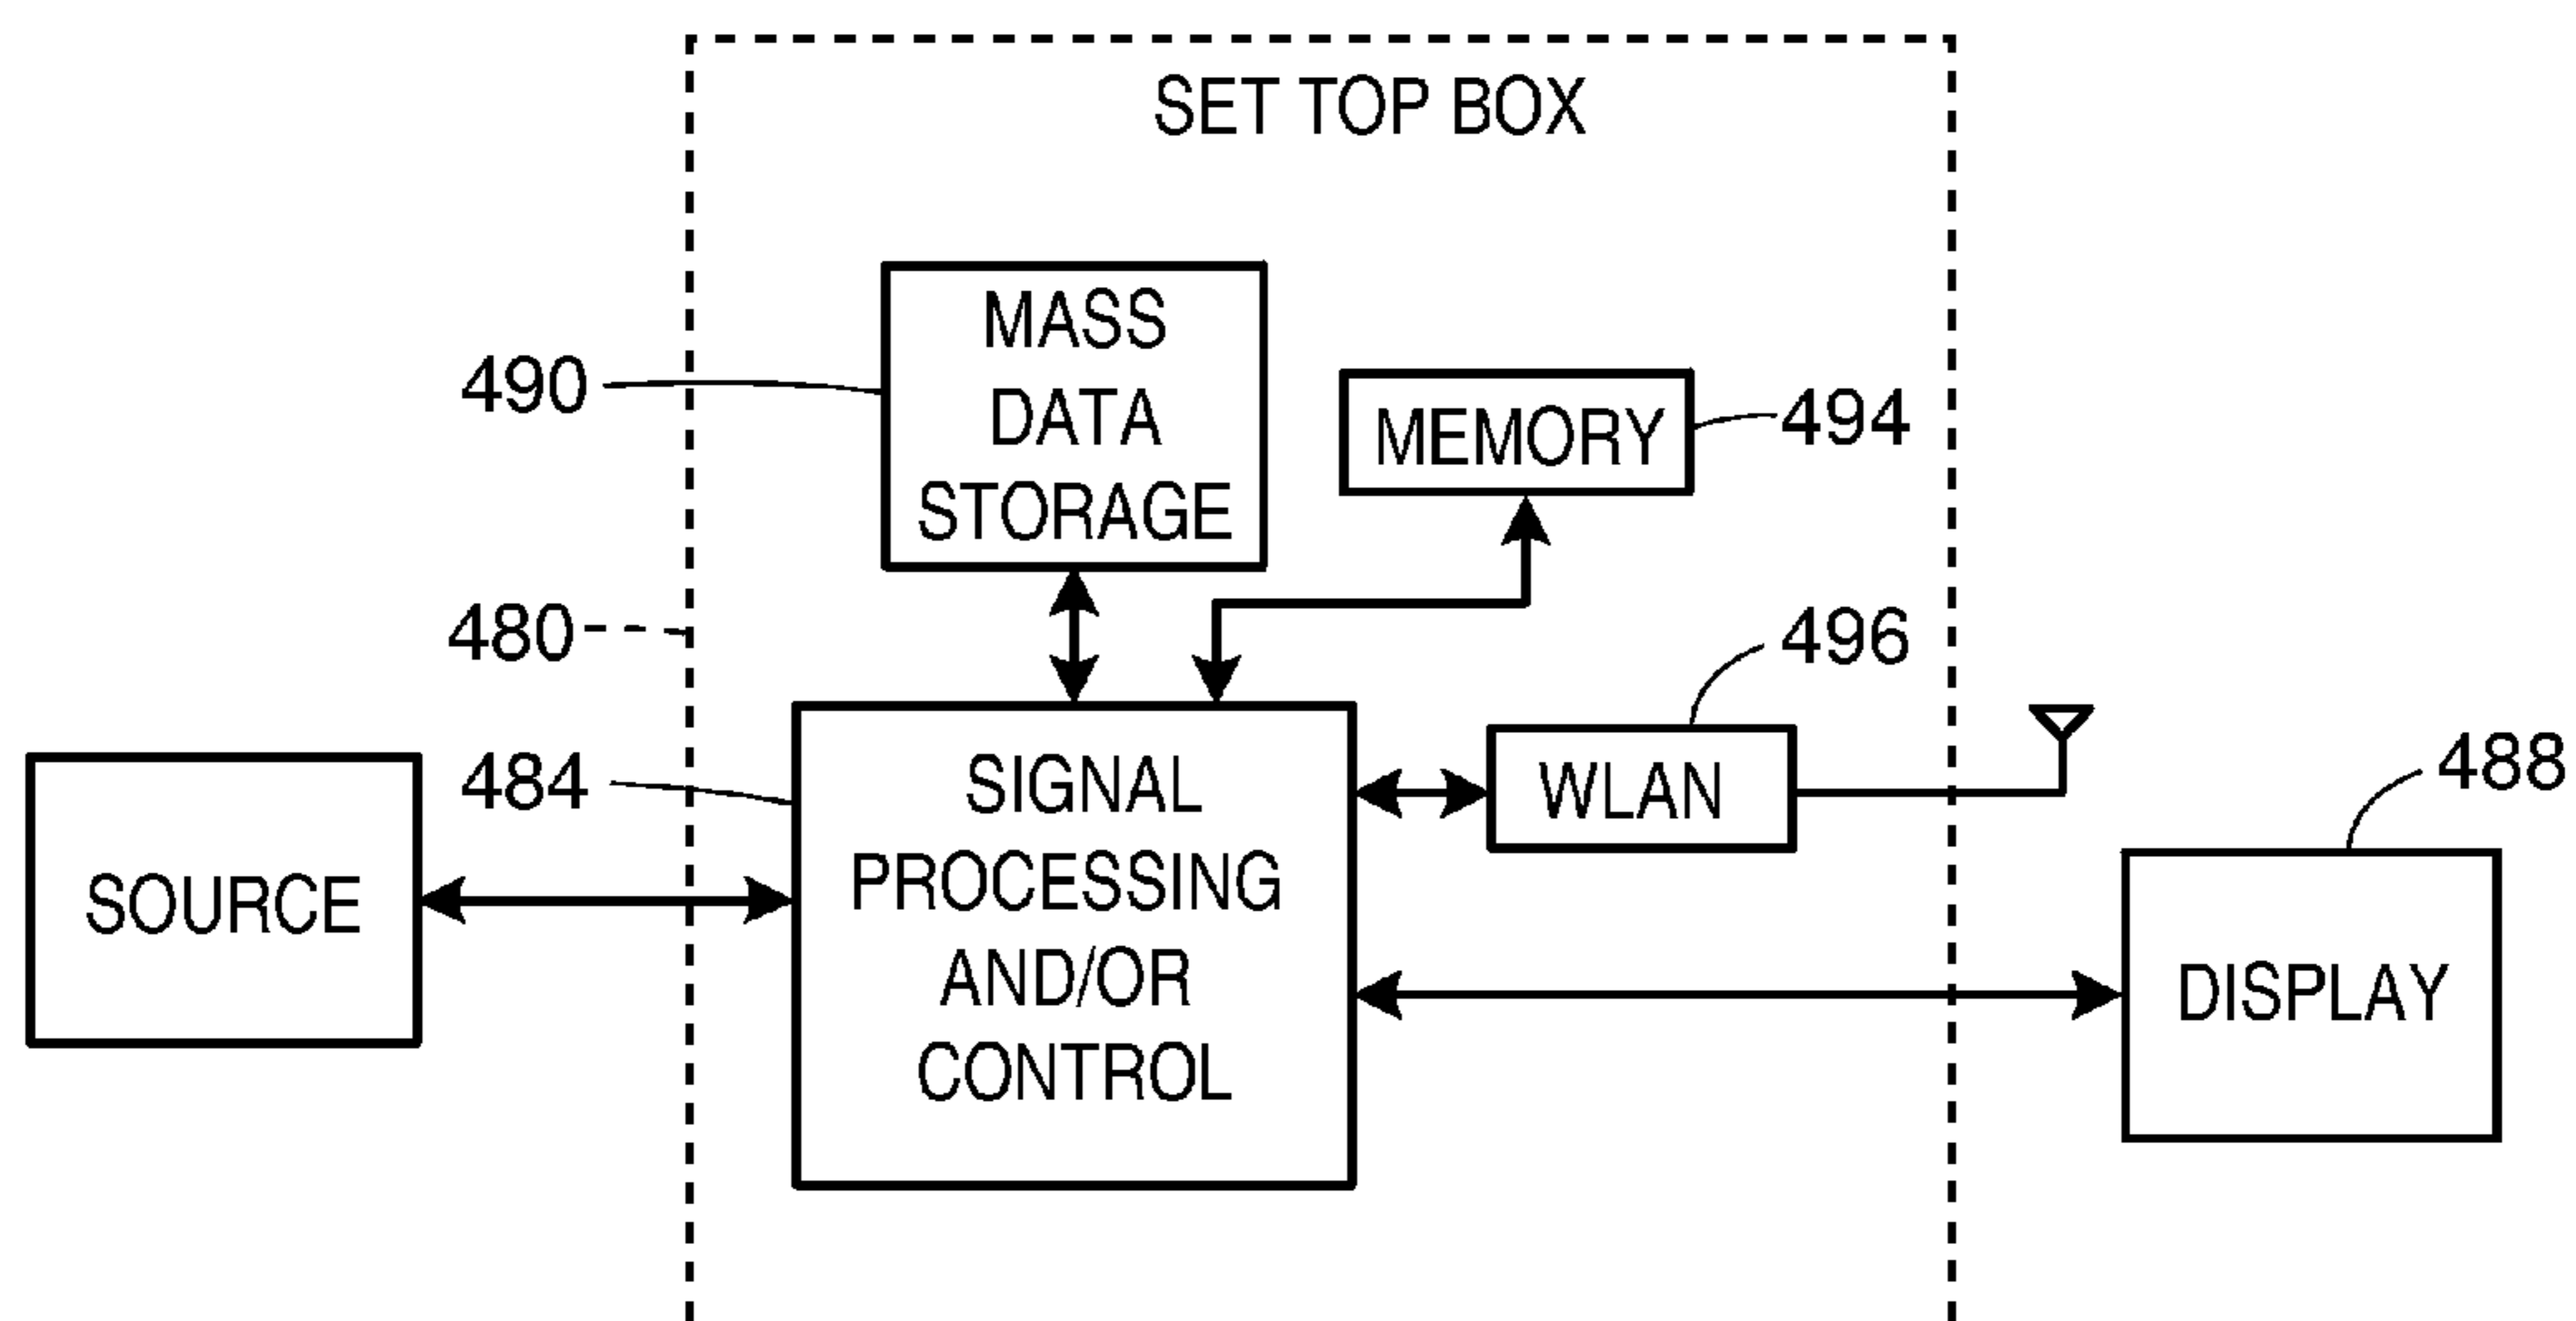 SET TOP BOX
MASS
DATA
STORAGE
490
MEMORY
494
480
496
484
SIGNAL
PROCESSING
AND/OR
CONTROL
WLAN
488
SOURCE
DISPLAY